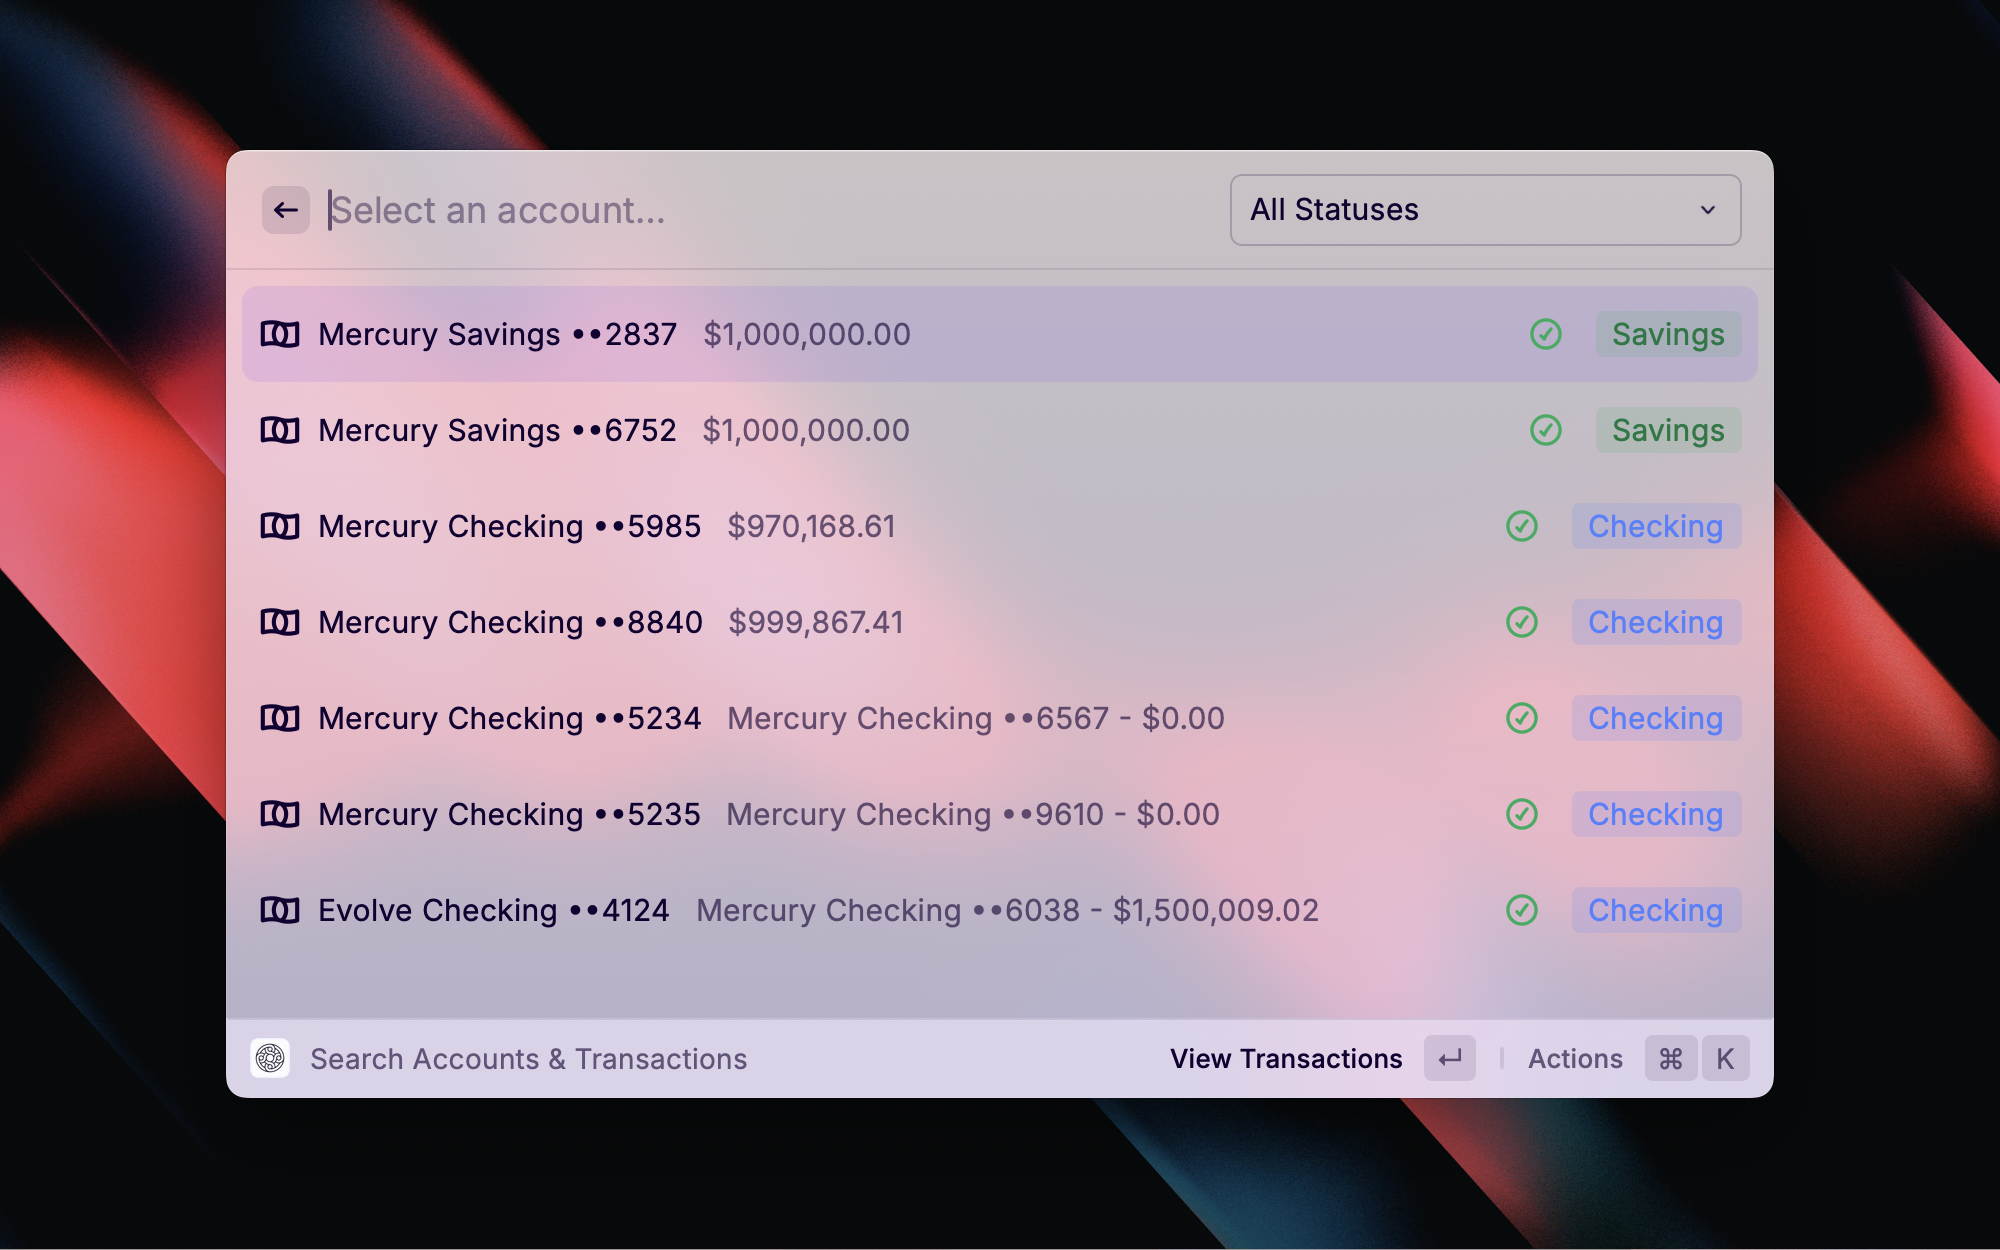 Select an account...
All Statuses
Mercury Savings ••2837 $1,000,000.00 Savings
Mercury Savings ••6752 $1,000,000.00 Savings
Mercury Checking ••5985 $970,168.61 Checking
Mercury Checking ••8840 $999,867.41 Checking
Mercury Checking ••5234 Mercury Checking ••6567 - $0.00 Checking
Mercury Checking ••5235 Mercury Checking ••9610 - $0.00 Checking
Evolve Checking ••4124 Mercury Checking ••6038 - $1,500,009.02 Checking
Search Accounts & Transactions
View Transactions ↵ Actions ⌘ K